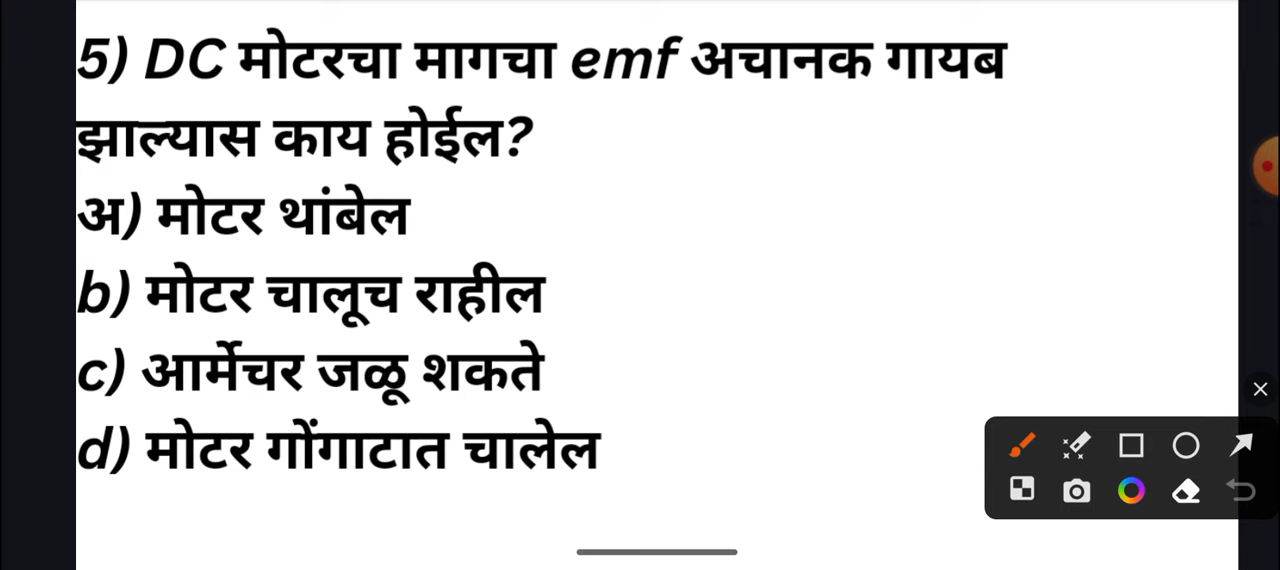 5) DC मोटरचा मागचा emf अचानक गायब
झाल्यास काय होईल?
अ) मोटर थांबेल
b) मोटर चालूच राहील
c) आर्मेचर जळू शकते
d) मोटर गोंगाटात चालेल